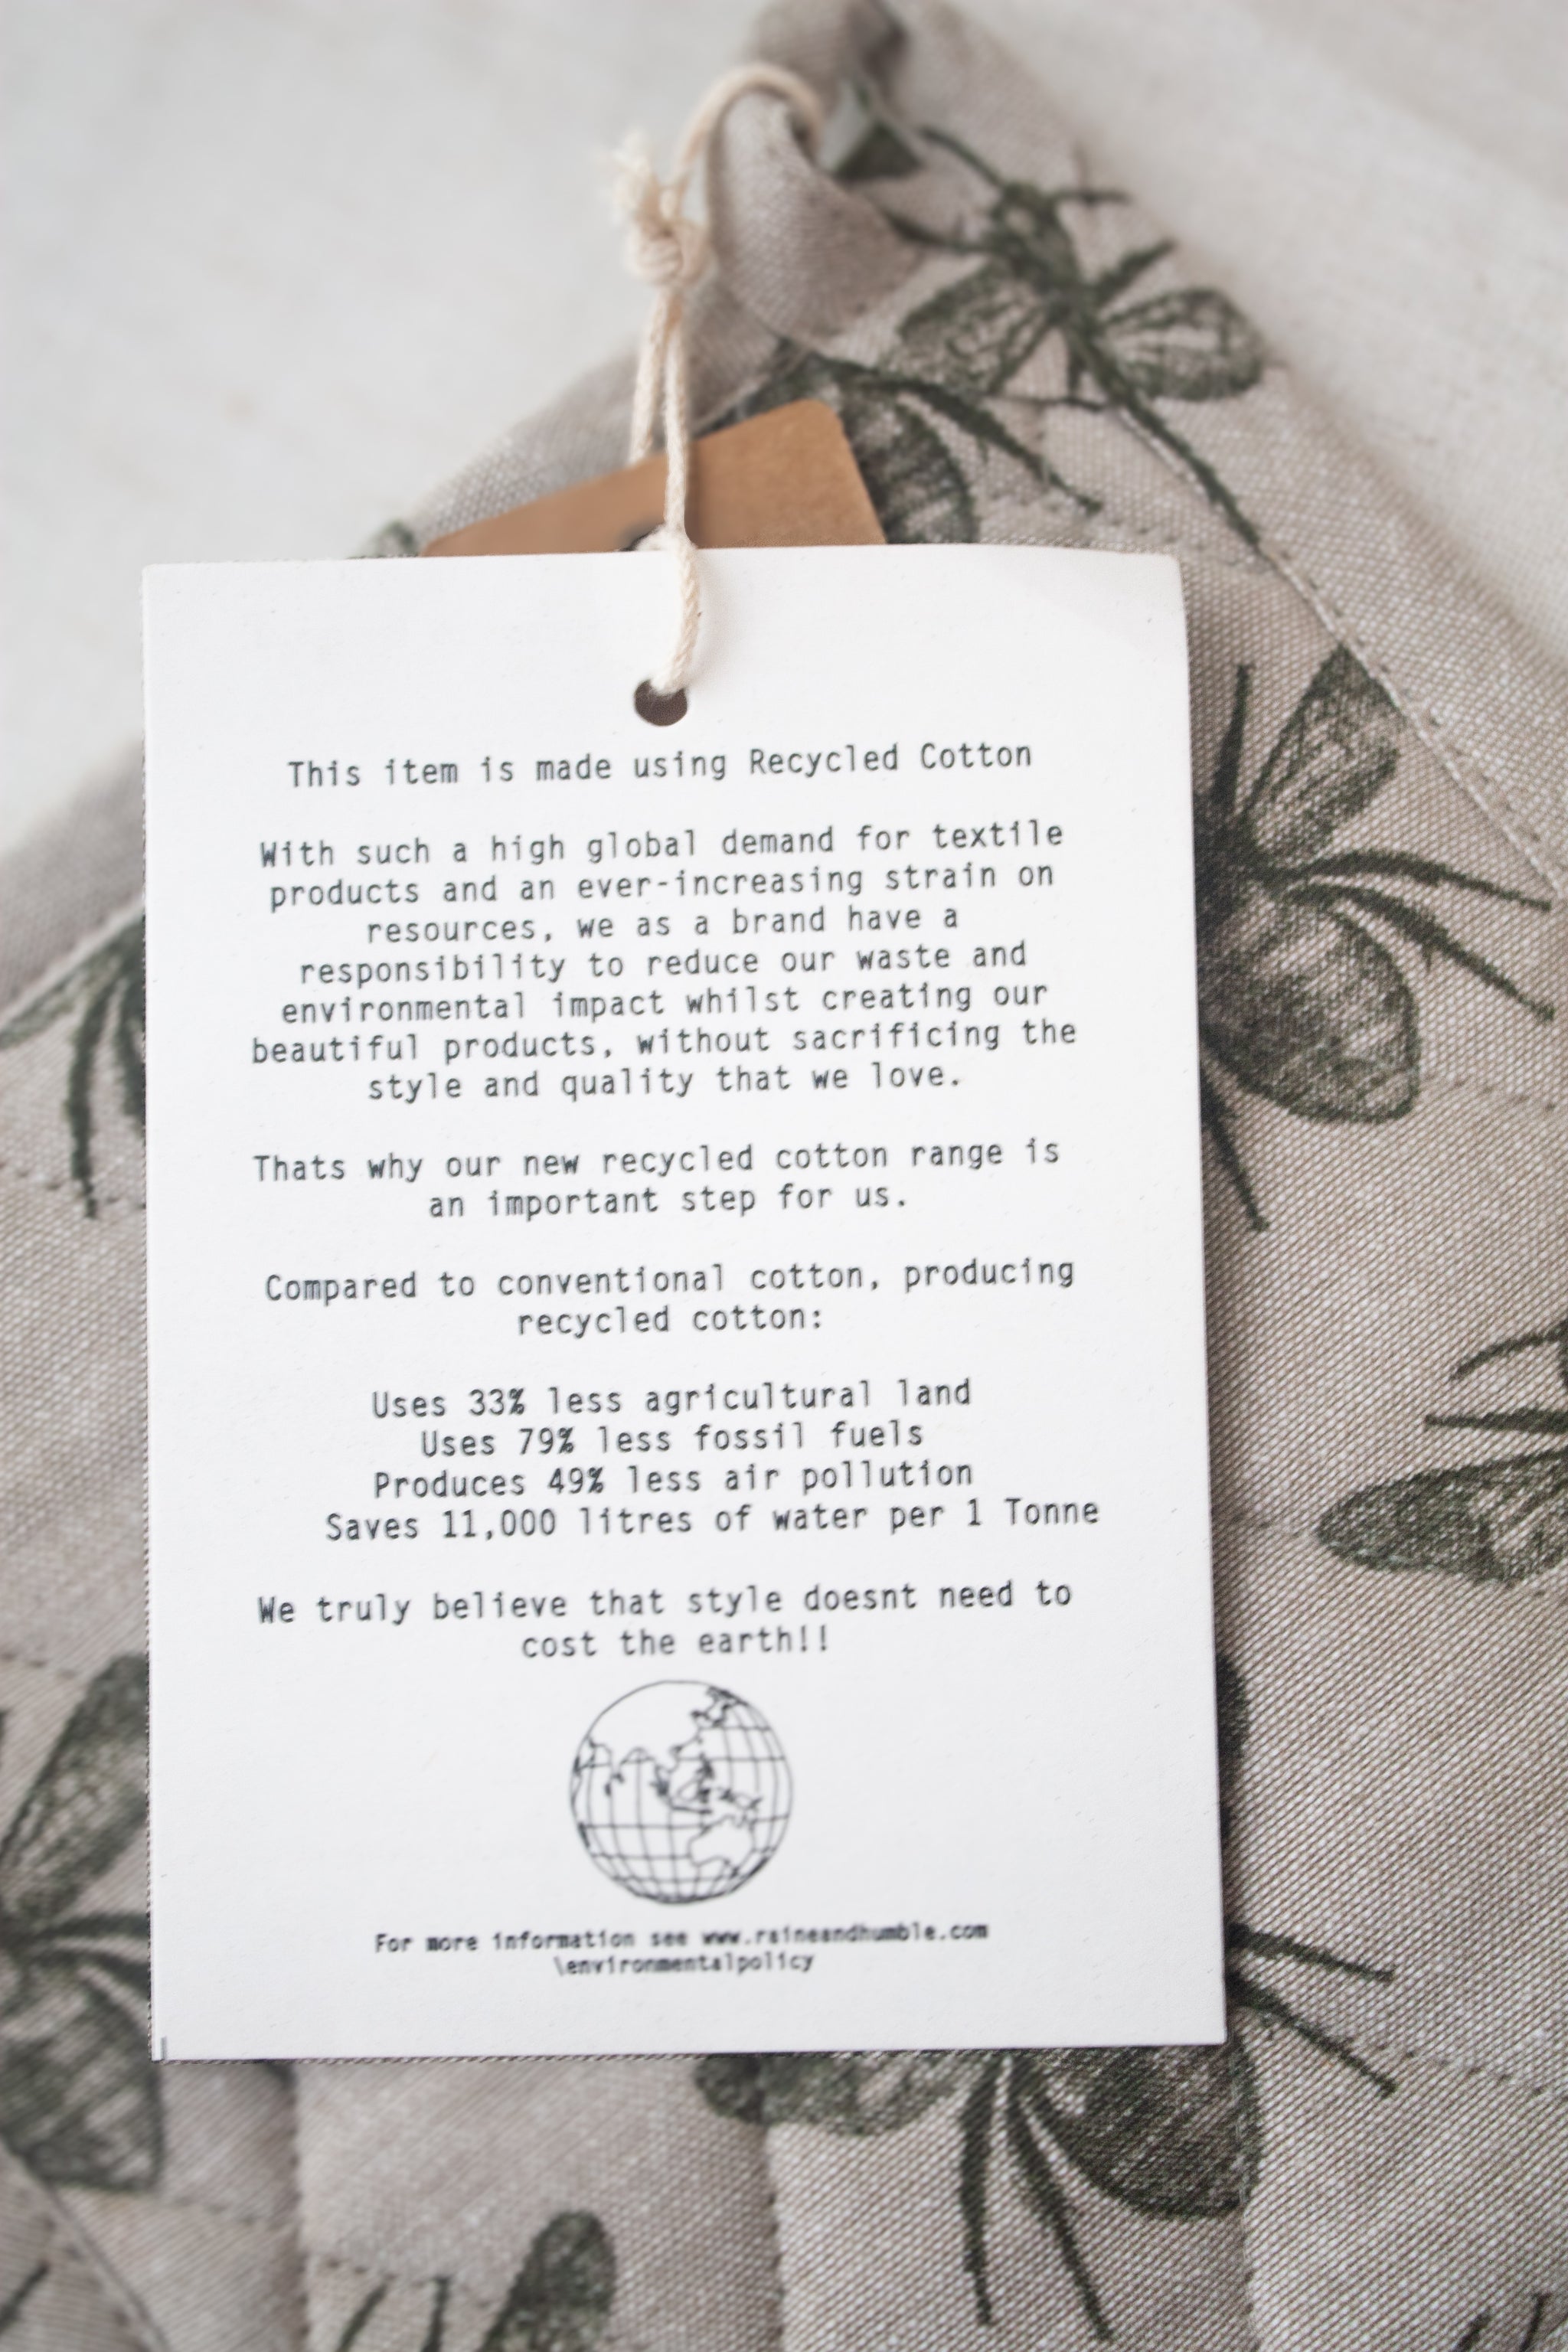 This item is made using Recycled Cotton
With such a high global demand for textile
products and an ever-increasing strain on
resources, we as a brand have a
responsibility to reduce our waste and
environmental impact whilst creating our
beautiful products, without sacrificing the
style and quality that we love.
Thats why our new recycled cotton range is
an important step for us.
Compared to conventional cotton, producing
recycled cotton:
Uses 33% less agricultural land
Uses 79% less fossil fuels
Produces 49% less air pollution
Saves 11,000 litres of water per 1 Tonne
We truly believe that style doesnt need to
cost the earth!!
For more information see www.raineandhumble.com
\environmentalpolicy